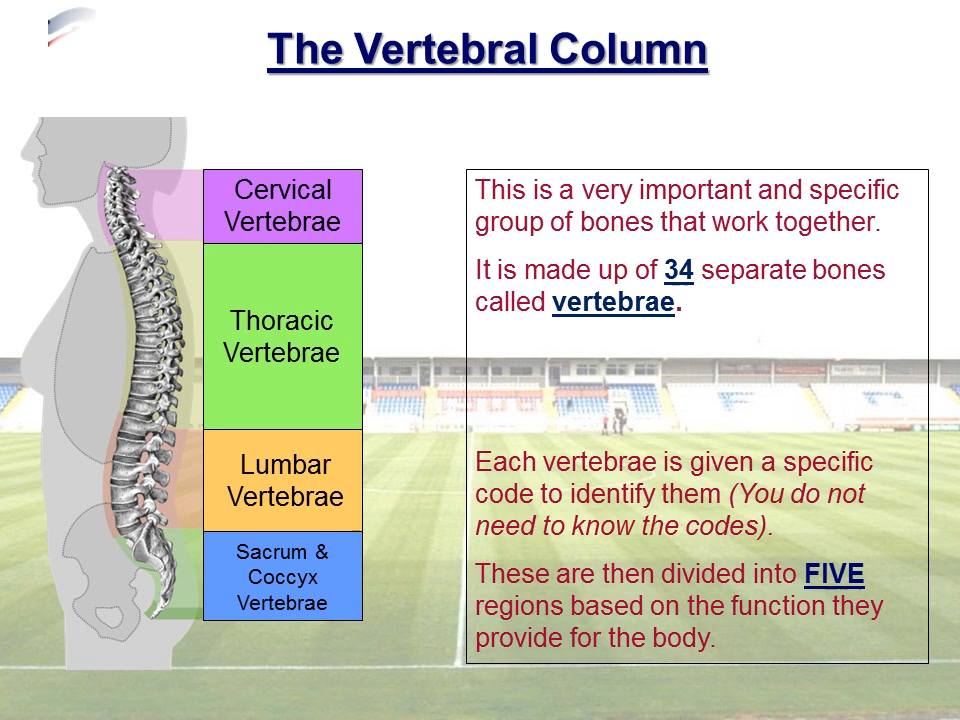 The Vertebral Column
Cervical
Vertebrae
Thoracic
Vertebrae
Lumbar
Vertebrae
Sacrum &
Coccyx
Vertebrae
This is a very important and specific
group of bones that work together.
It is made up of 34 separate bones
called vertebrae.
Each vertebrae is given a specific
code to identify them (You do not
need to know the codes).
These are then divided into FIVE
regions based on the function they
provide for the body.